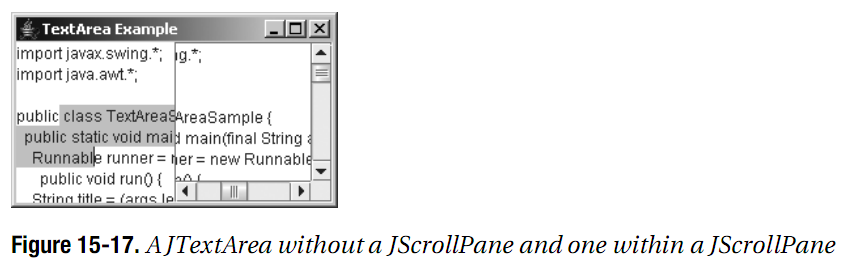 TextArea Example
import javax.swing.*;
import java.awt.*;
public class TextAreaS
public static void maid
Runnable runner =
public void run() {
String title = (args.le
ng.*;
AreaSample {
d main(final String a
ner = new Runnable
() {
Figure 15-17. A JTextArea without a JScrollPane and one within a JScrollPane